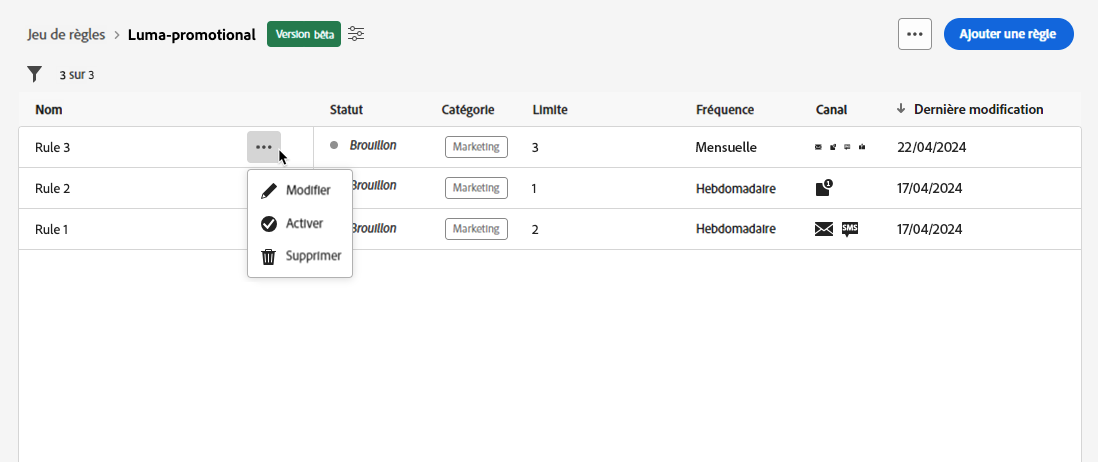 Jeu de règles > Luma-promotional Version bêta ••• Ajouter une règle
3 sur 3
Nom Statut Catégorie Limite Fréquence Canal Dernière modification
Rule 3 ••• Brouillon Marketing 3 Mensuelle 22/04/2024
Rule 2 Brouillon Marketing 1 Hebdomadaire 1 17/04/2024
Rule 1 Brouillon Marketing 2 Hebdomadaire SMS 17/04/2024
Modifier
Activer
Supprimer